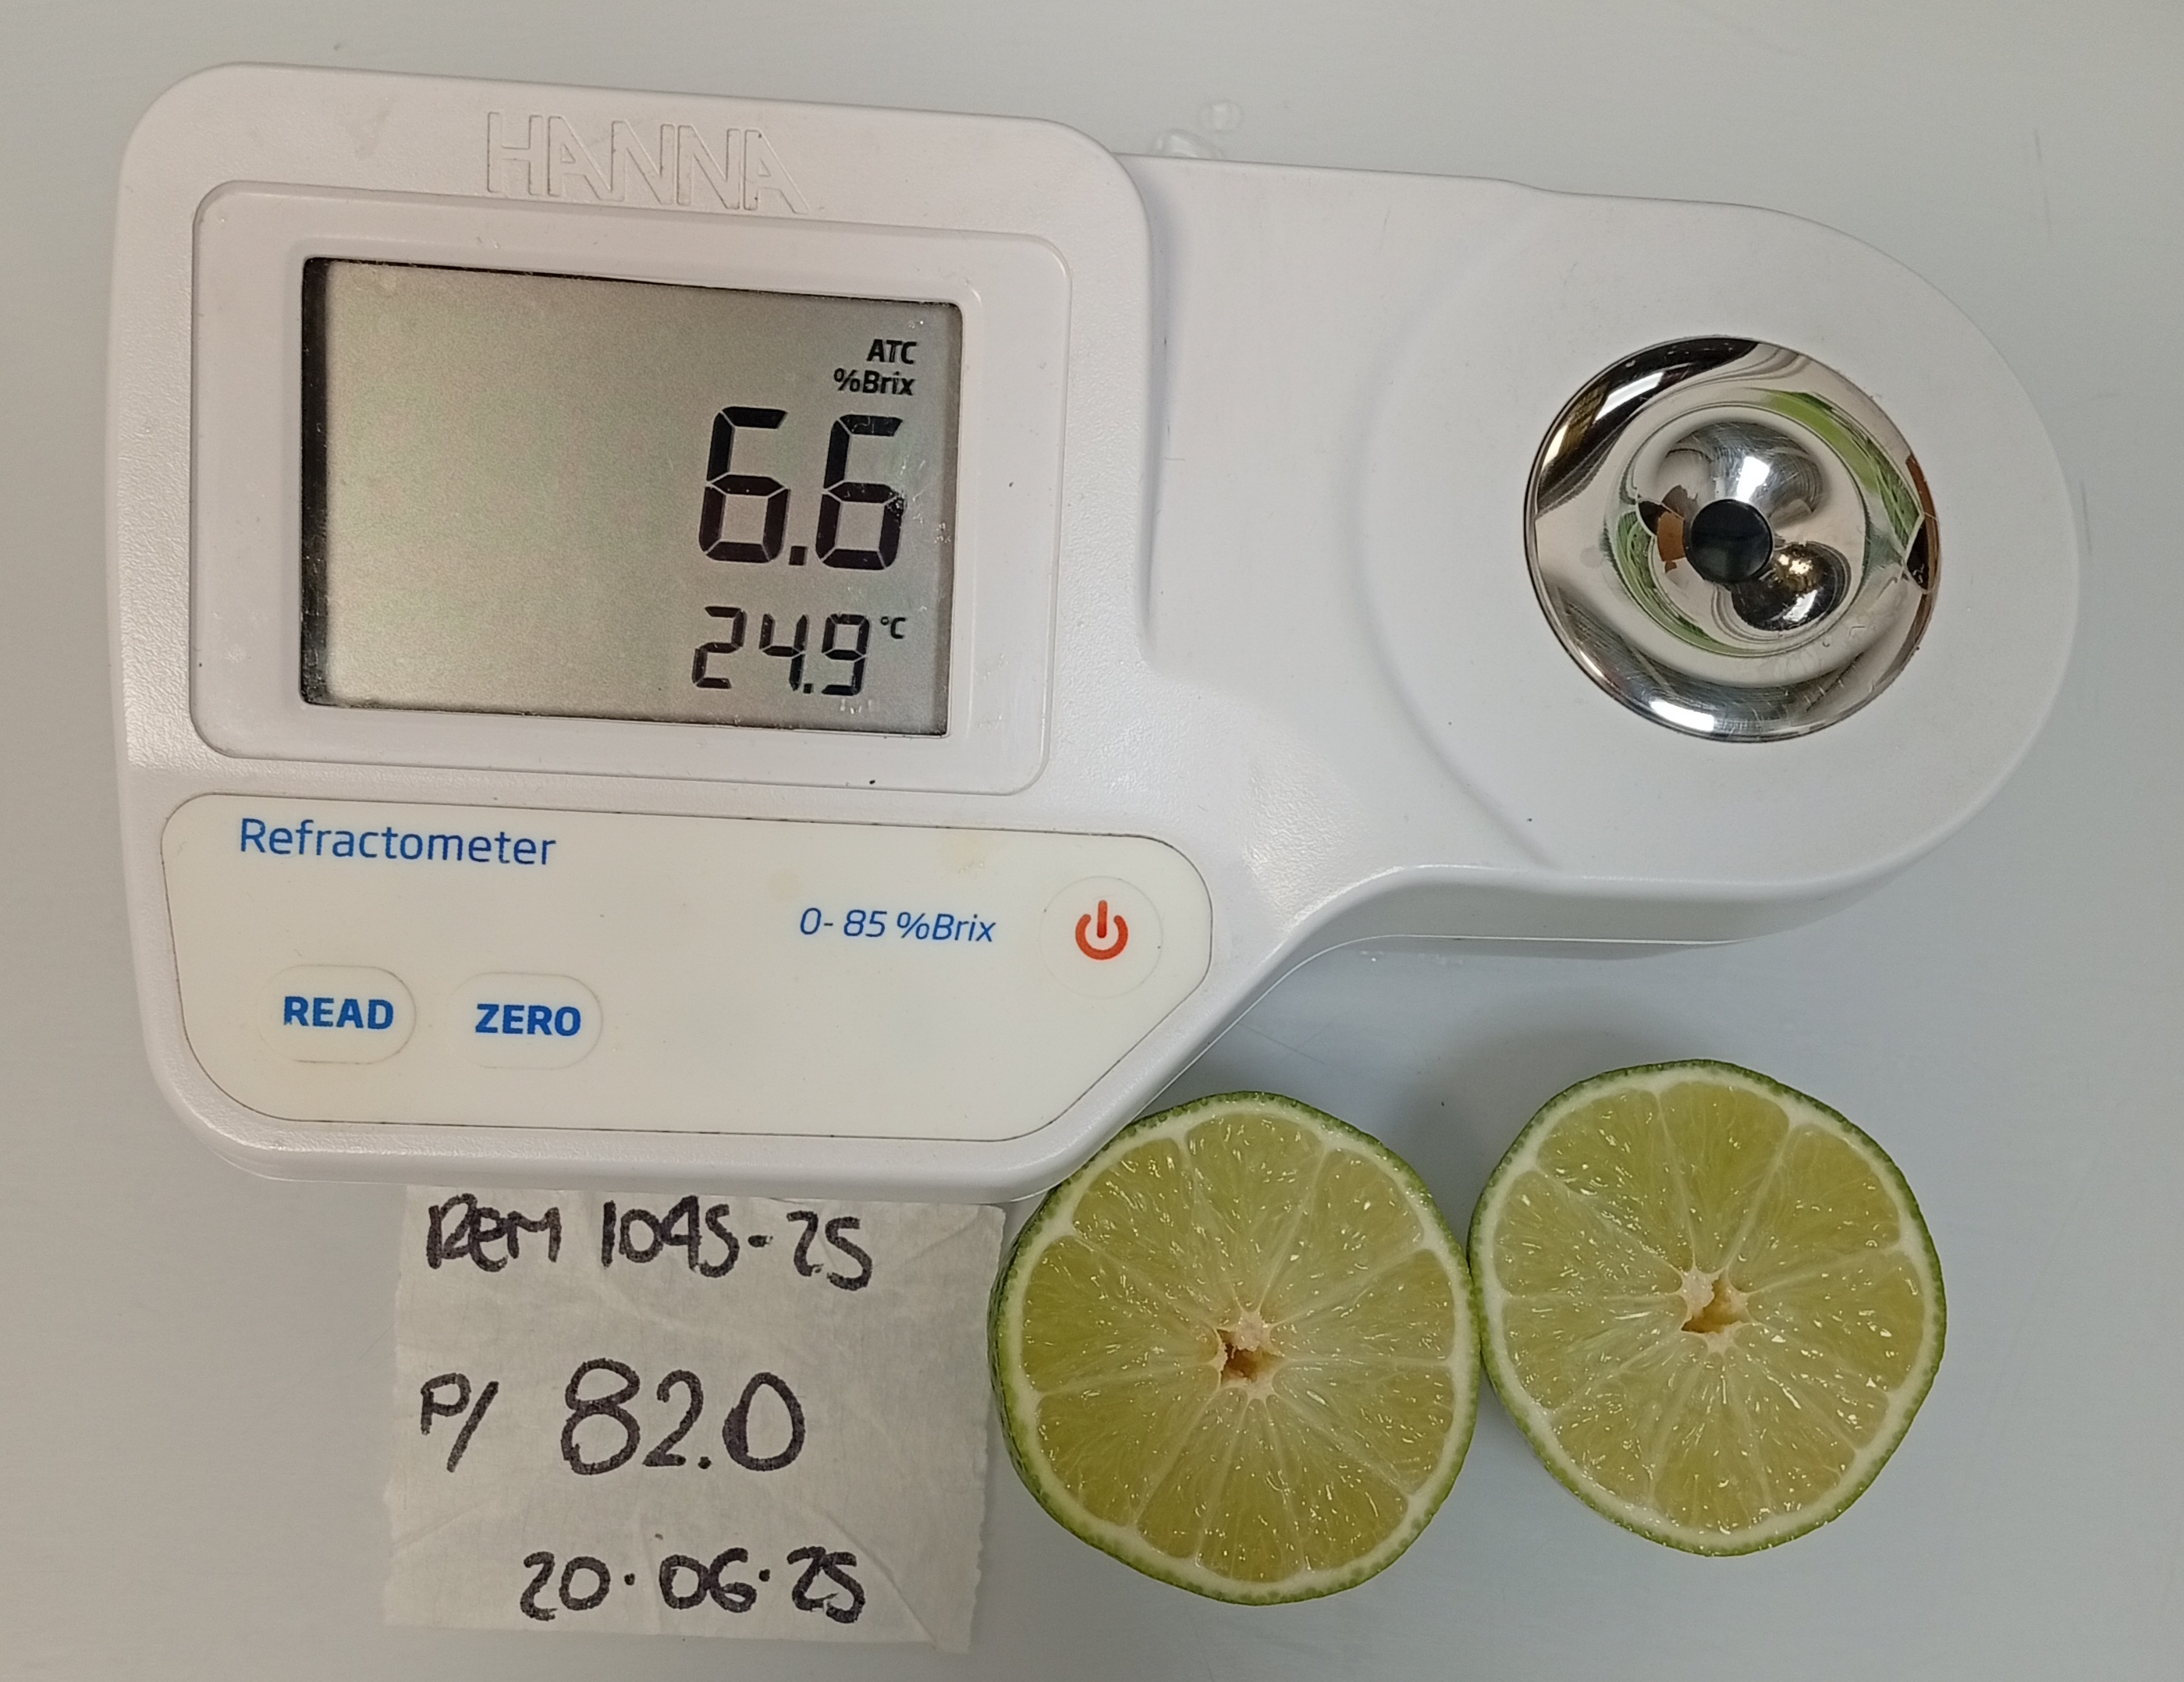 HANNA
ATC
%Brix
6.6
24.9 °C
Refractometer
0- 85 %Brix
READ ZERO
REM 1045-25
P/ 82.0
20.06.25